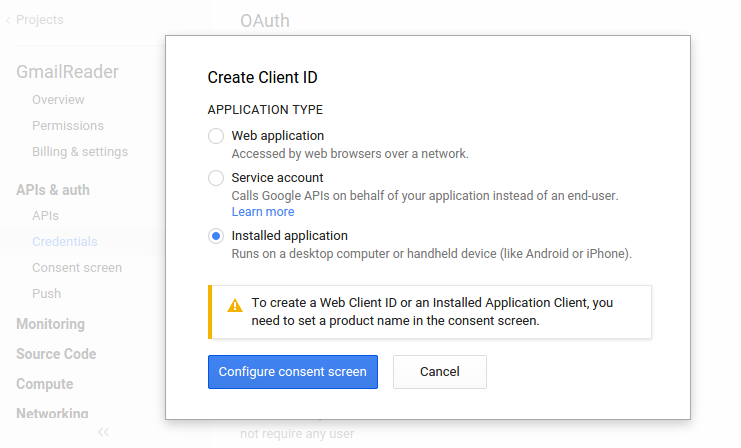 Projects
OAuth
GmailReader
Overview
Permissions
Billing & settings
APIs & auth
APIs
Credentials
Consent screen
Push
Monitoring
Source Code
Compute
Networking
Create Client ID
APPLICATION TYPE
Web application
Accessed by web browsers over a network.
Service account
Calls Google APIs on behalf of your application instead of an end-user.
Learn more
Installed application
Runs on a desktop computer or handheld device (like Android or iPhone).
To create a Web Client ID or an Installed Application Client, you
need to set a product name in the consent screen.
Configure consent screen
Cancel
not require any user